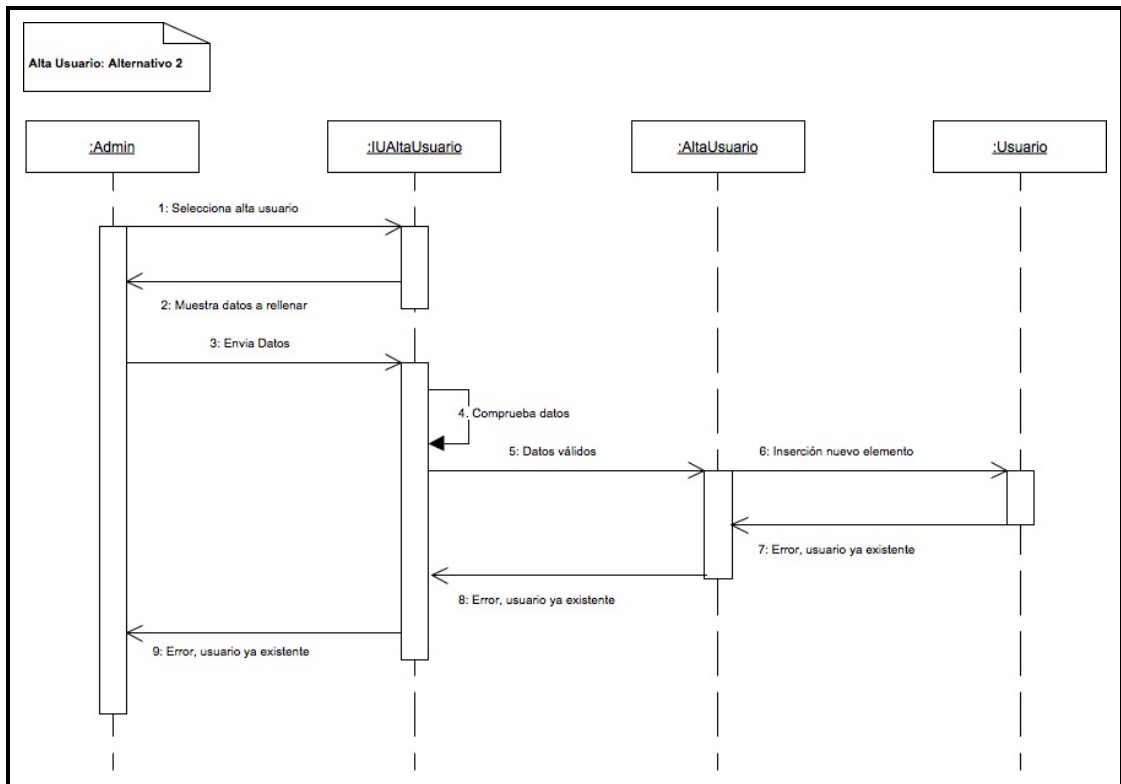 Alta Usuario: Alternativo 2
:Admin
:IUAltaUsuario
:AltaUsuario
:Usuario
1: Selecciona alta usuario
2: Muestra datos a rellenar
3: Envia Datos
4. Comprueba datos
5: Datos válidos
6: Inserción nuevo elemento
7: Error, usuario ya existente
8: Error, usuario ya existente
9: Error, usuario ya existente